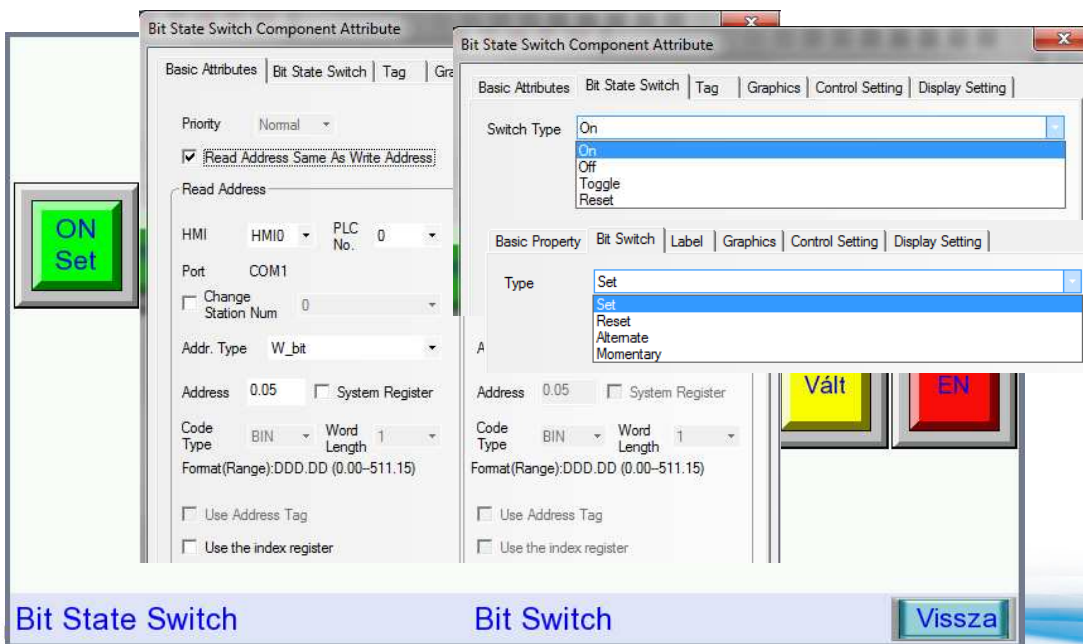 Bit State Switch Component Attribute
Basic Attributes Bit State Switch Tag Gra
Priority Normal
Read Address Same As Write Address
Read Address
HMI HMI0 PLC No. 0
Port COM1
Change Station Num 0
Addr. Type W_bit
Address 0.05 System Register
Code Type BIN Word Length 1
Format(Range):DDD.DD (0.00--511.15)
Use Address Tag
Use the index register
Bit State Switch Component Attribute
Basic Attributes Bit State Switch Tag Graphics Control Setting Display Setting
Switch Type On
On
Off
Toggle
Reset
Basic Property Bit Switch Label Graphics Control Setting Display Setting
Type Set
Set
Reset
Alternate
Momentary
A
Address 0.05 System Register
Code Type BIN Word Length 1
Format(Range):DDD.DD (0.00--511.15)
Use Address Tag
Use the index register
ON
Set
Vált
EN
Bit State Switch
Bit Switch
Vissza